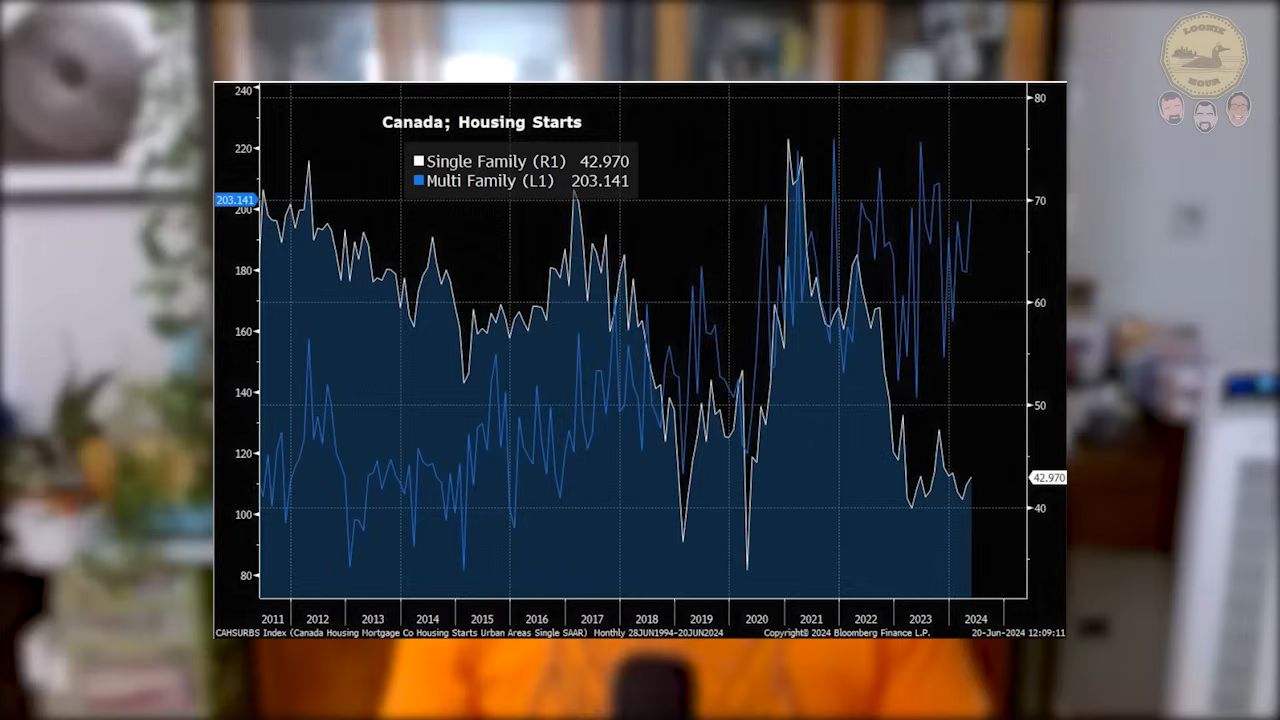 LOONIE
HOUR
Canada; Housing Starts
Single Family (R1) 42.970
Multi Family (L1) 203.141
240
220
203.141
200
180
160
140
120
100
80
80
70
60
50
42.970
40
2011 2012 2013 2014 2015 2016 2017 2018 2019 2020 2021 2022 2023 2024
CAHSURBS Index (Canada Housing Mortgage Co Housing Starts Urban Areas Single SAAR) Monthly 28JUN1994-20JUN2024 Copyright© 2024 Bloomberg Finance L.P. 20-Jun-2024 12:09:11